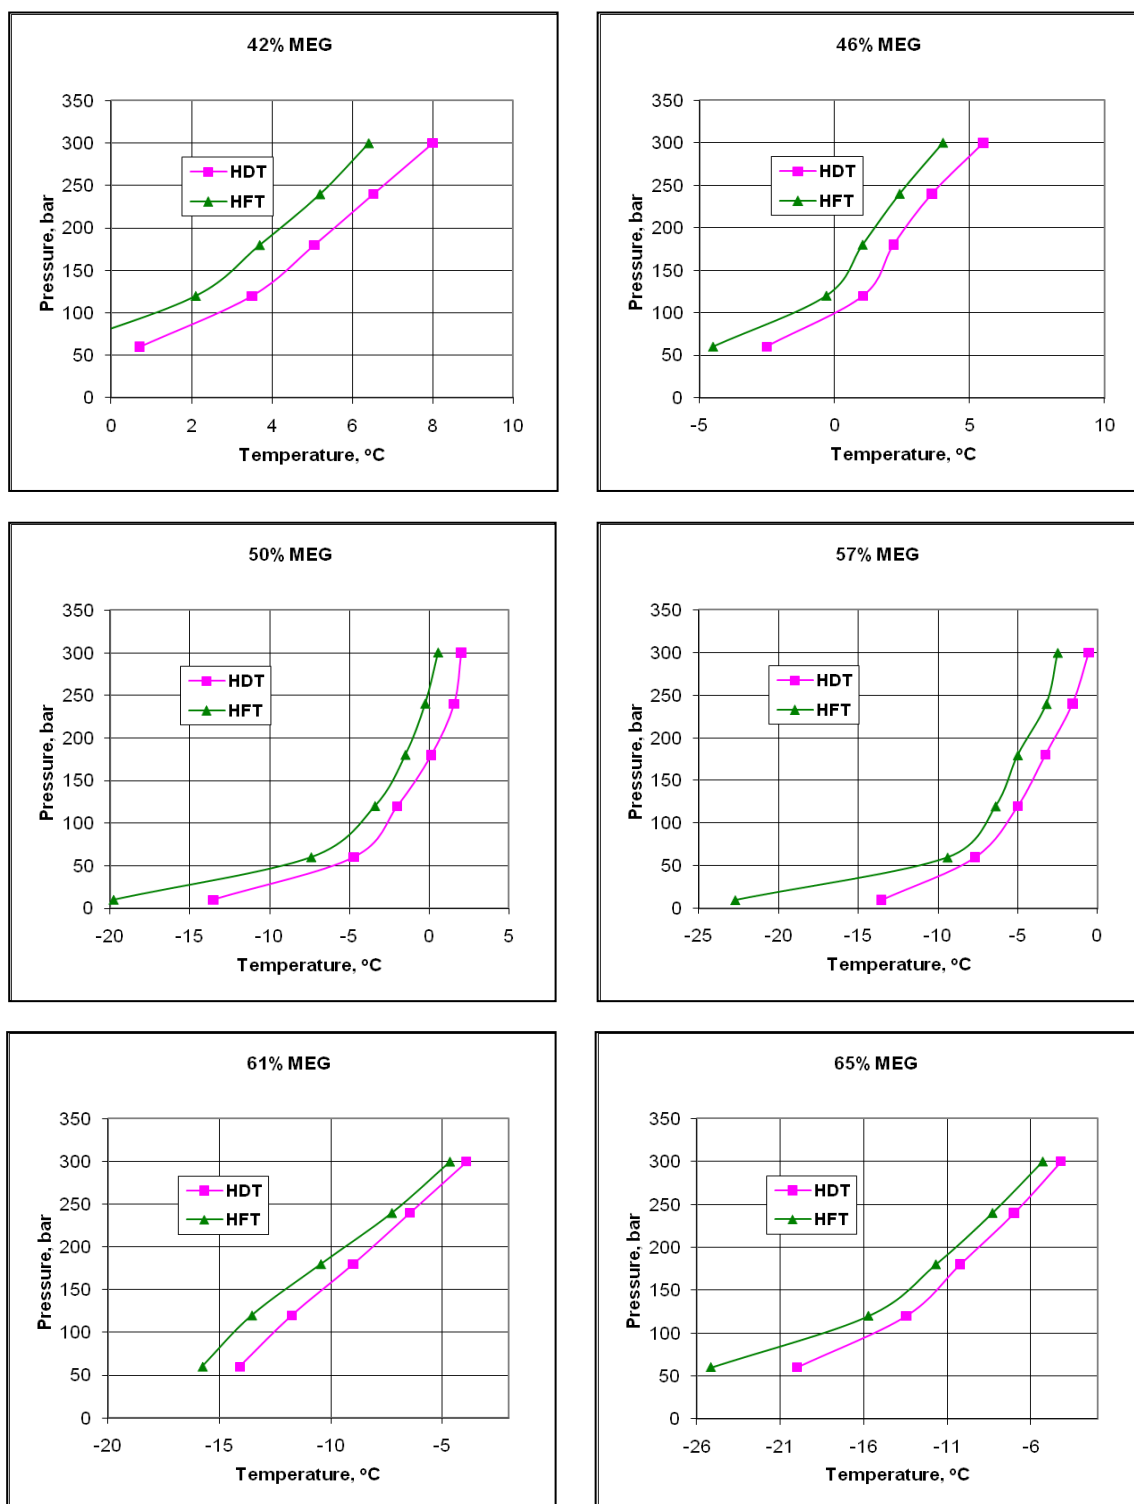 42% MEG
350
300
250
200
150
100
50
0
Pressure, bar
HDT
HFT
0 2 4 6 8 10
Temperature, ºC
46% MEG
350
300
250
200
150
100
50
0
Pressure, bar
HDT
HFT
-5 0 5 10
Temperature, ºC
50% MEG
350
300
250
200
150
100
50
0
Pressure, bar
HDT
HFT
-20 -15 -10 -5 0 5
Temperature, ºC
57% MEG
350
300
250
200
150
100
50
0
Pressure, bar
HDT
HFT
-25 -20 -15 -10 -5 0
Temperature, ºC
61% MEG
350
300
250
200
150
100
50
0
Pressure, bar
HDT
HFT
-20 -15 -10 -5
Temperature, ºC
65% MEG
350
300
250
200
150
100
50
0
Pressure, bar
HDT
HFT
-26 -21 -16 -11 -6
Temperature, ºC